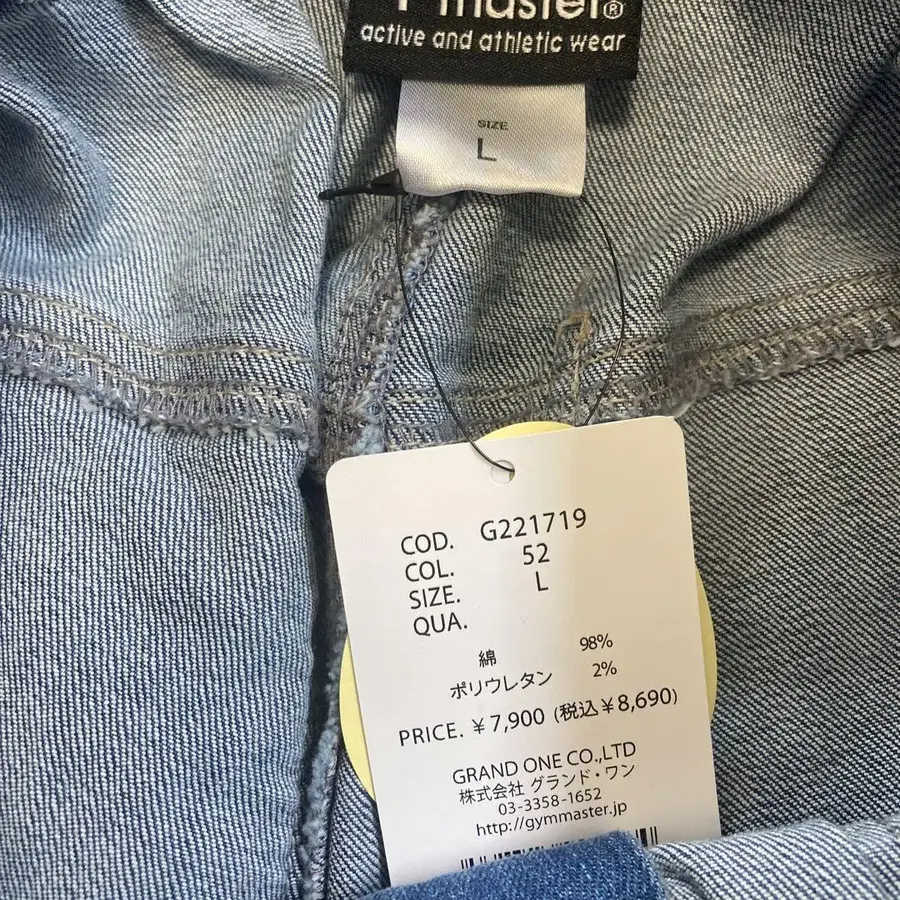 master®
active and athletic wear
SIZE
L
COD. G221719
COL. 52
SIZE. L
QUA.
綿 98%
ポリウレタン 2%
PRICE. ¥7,900 (税込¥8,690)
GRAND ONE CO.,LTD
株式会社 グランド・ワン
03-3358-1652
http://gymmaster.jp